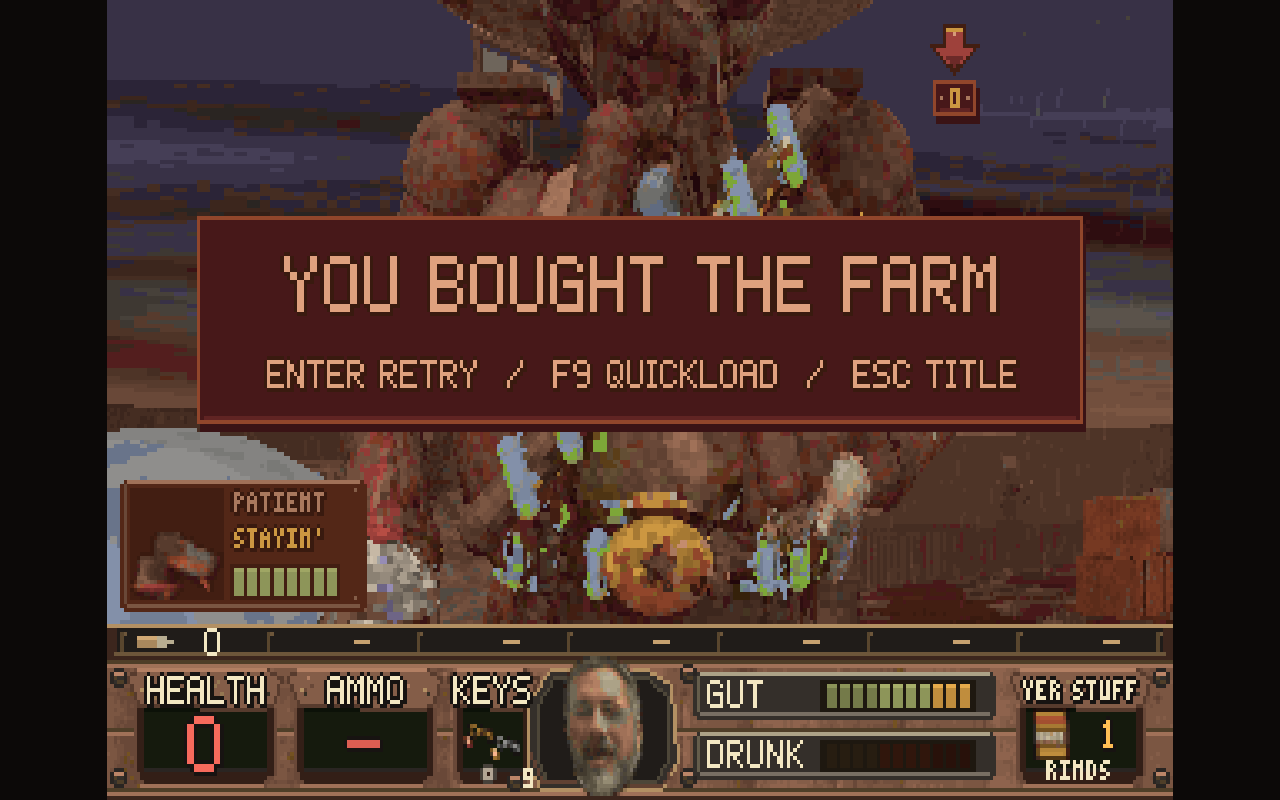 0
YOU BOUGHT THE FARM
ENTER RETRY / F9 QUICKLOAD / ESC TITLE
PATIENT
STAYIN'
0 – – – – – –
HEALTH AMMO KEYS GUT YER STUFF
0 – 9 DRUNK 1
RINDS